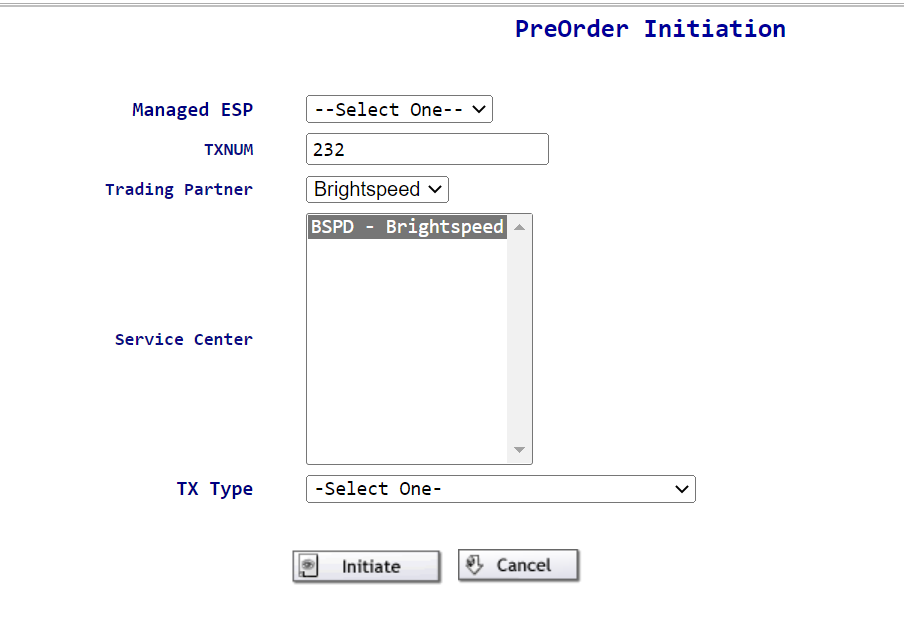 PreOrder Initiation
Managed ESP --Select One--
TXNUM 232
Trading Partner Brightspeed
BSPD - Brightspeed
Service Center
TX Type -Select One-
Initiate Cancel